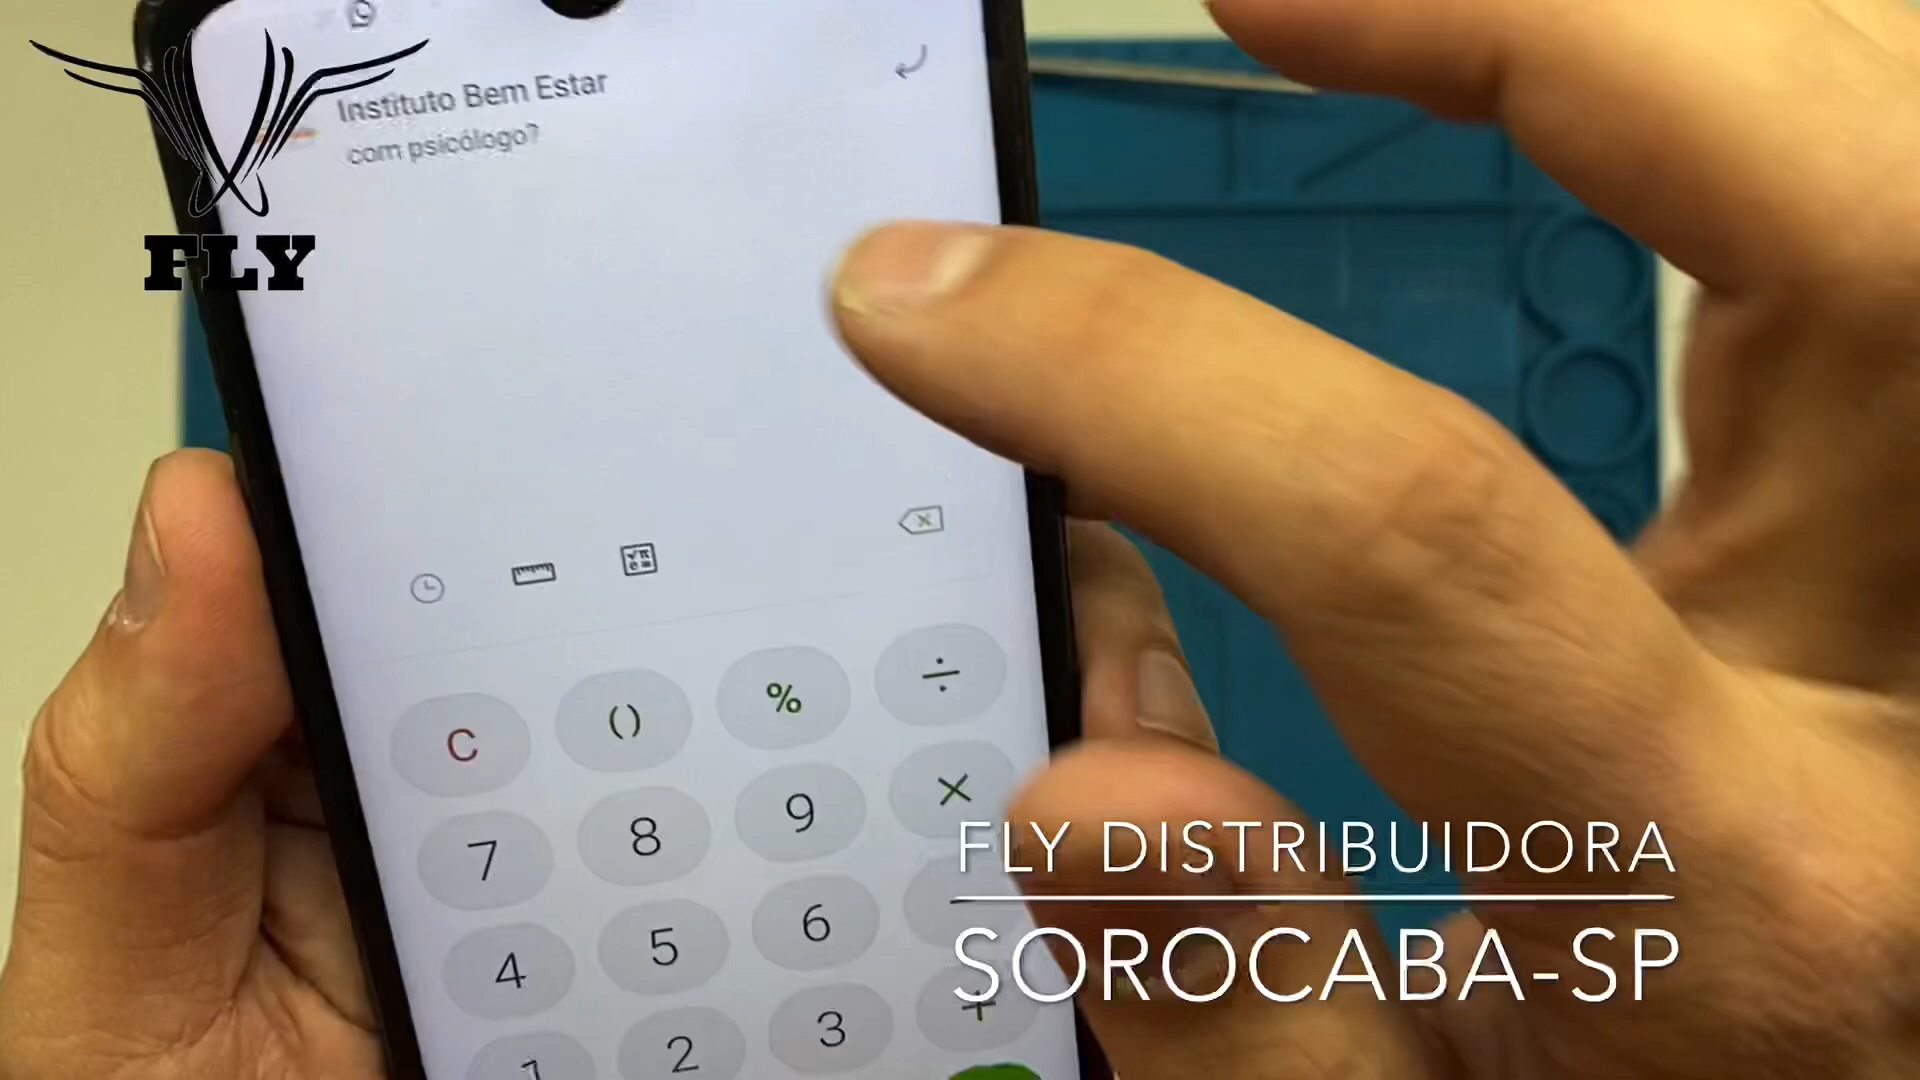 Instituto Bem Estar
com psicólogo?
FLY
C () % ÷
7 8 9 ×
4 5 6
1 2 3 +
FLY DISTRIBUIDORA
SOROCABA-SP